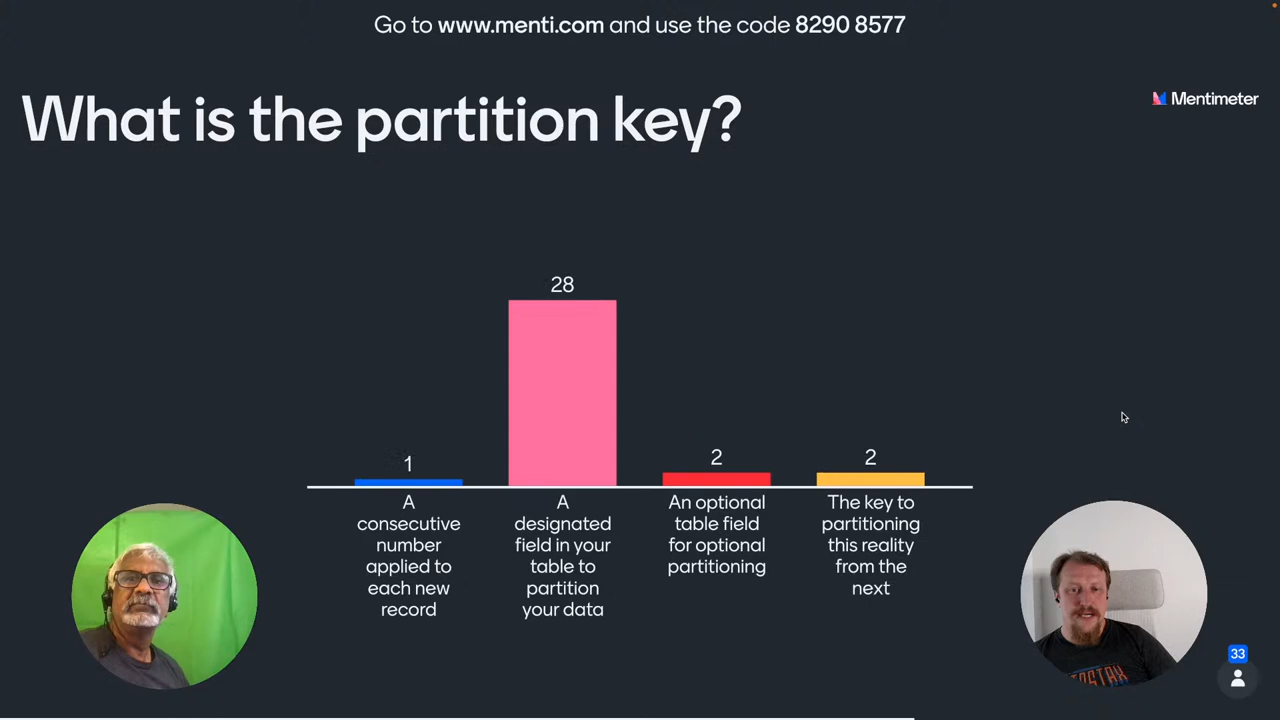 Go to www.menti.com and use the code 8290 8577
What is the partition key?
Mentimeter
1
28
2
2
A
consecutive
number
applied to
each new
record
A
designated
field in your
table to
partition
your data
An optional
table field
for optional
partitioning
The key to
partitioning
this reality
from the
next
33